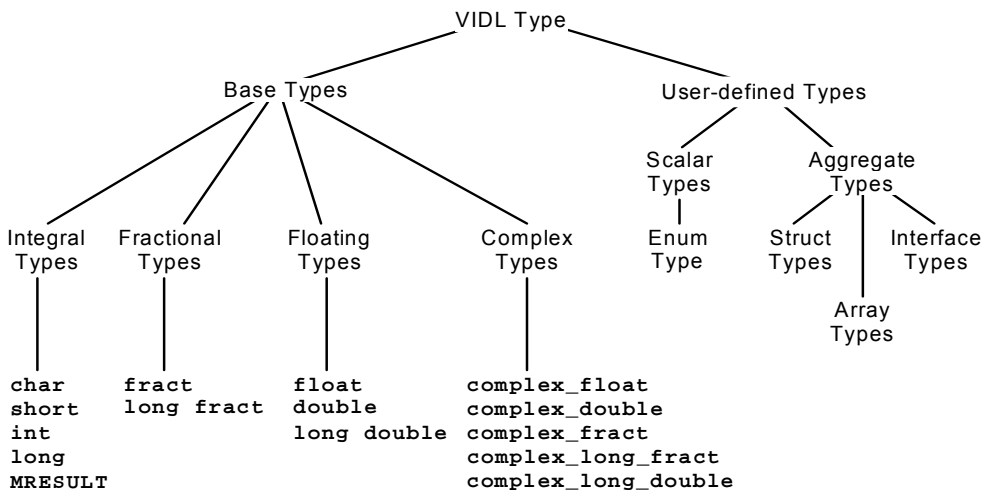 VIDL Type
Base Types
User-defined Types
Scalar
Types
Aggregate
Types
Integral
Types
Fractional
Types
Floating
Types
Complex
Types
Enum
Type
Struct
Types
Interface
Types
Array
Types
char
short
int
long
MRESULT
fract
long fract
float
double
long double
complex_float
complex_double
complex_fract
complex_long_fract
complex_long_double